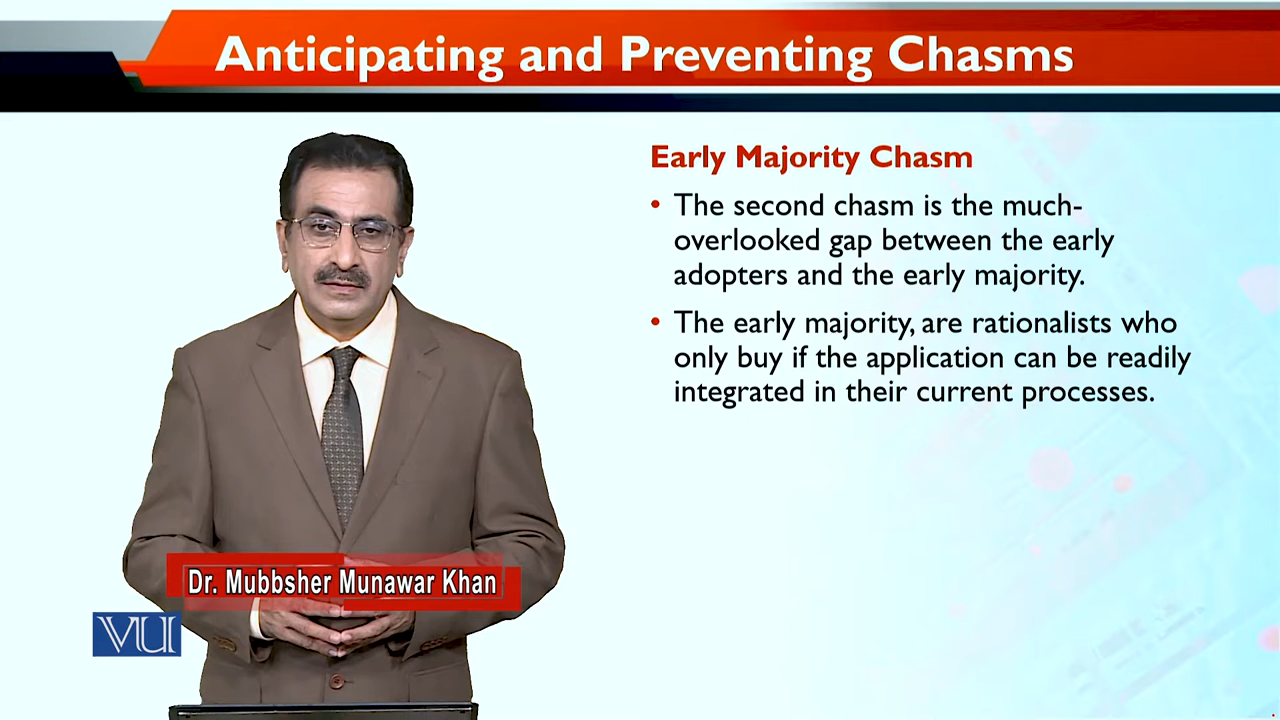 Anticipating and Preventing Chasms
Early Majority Chasm
• The second chasm is the much-
overlooked gap between the early
adopters and the early majority.
• The early majority, are rationalists who
only buy if the application can be readily
integrated in their current processes.
Dr. Mubbsher Munawar Khan
VU